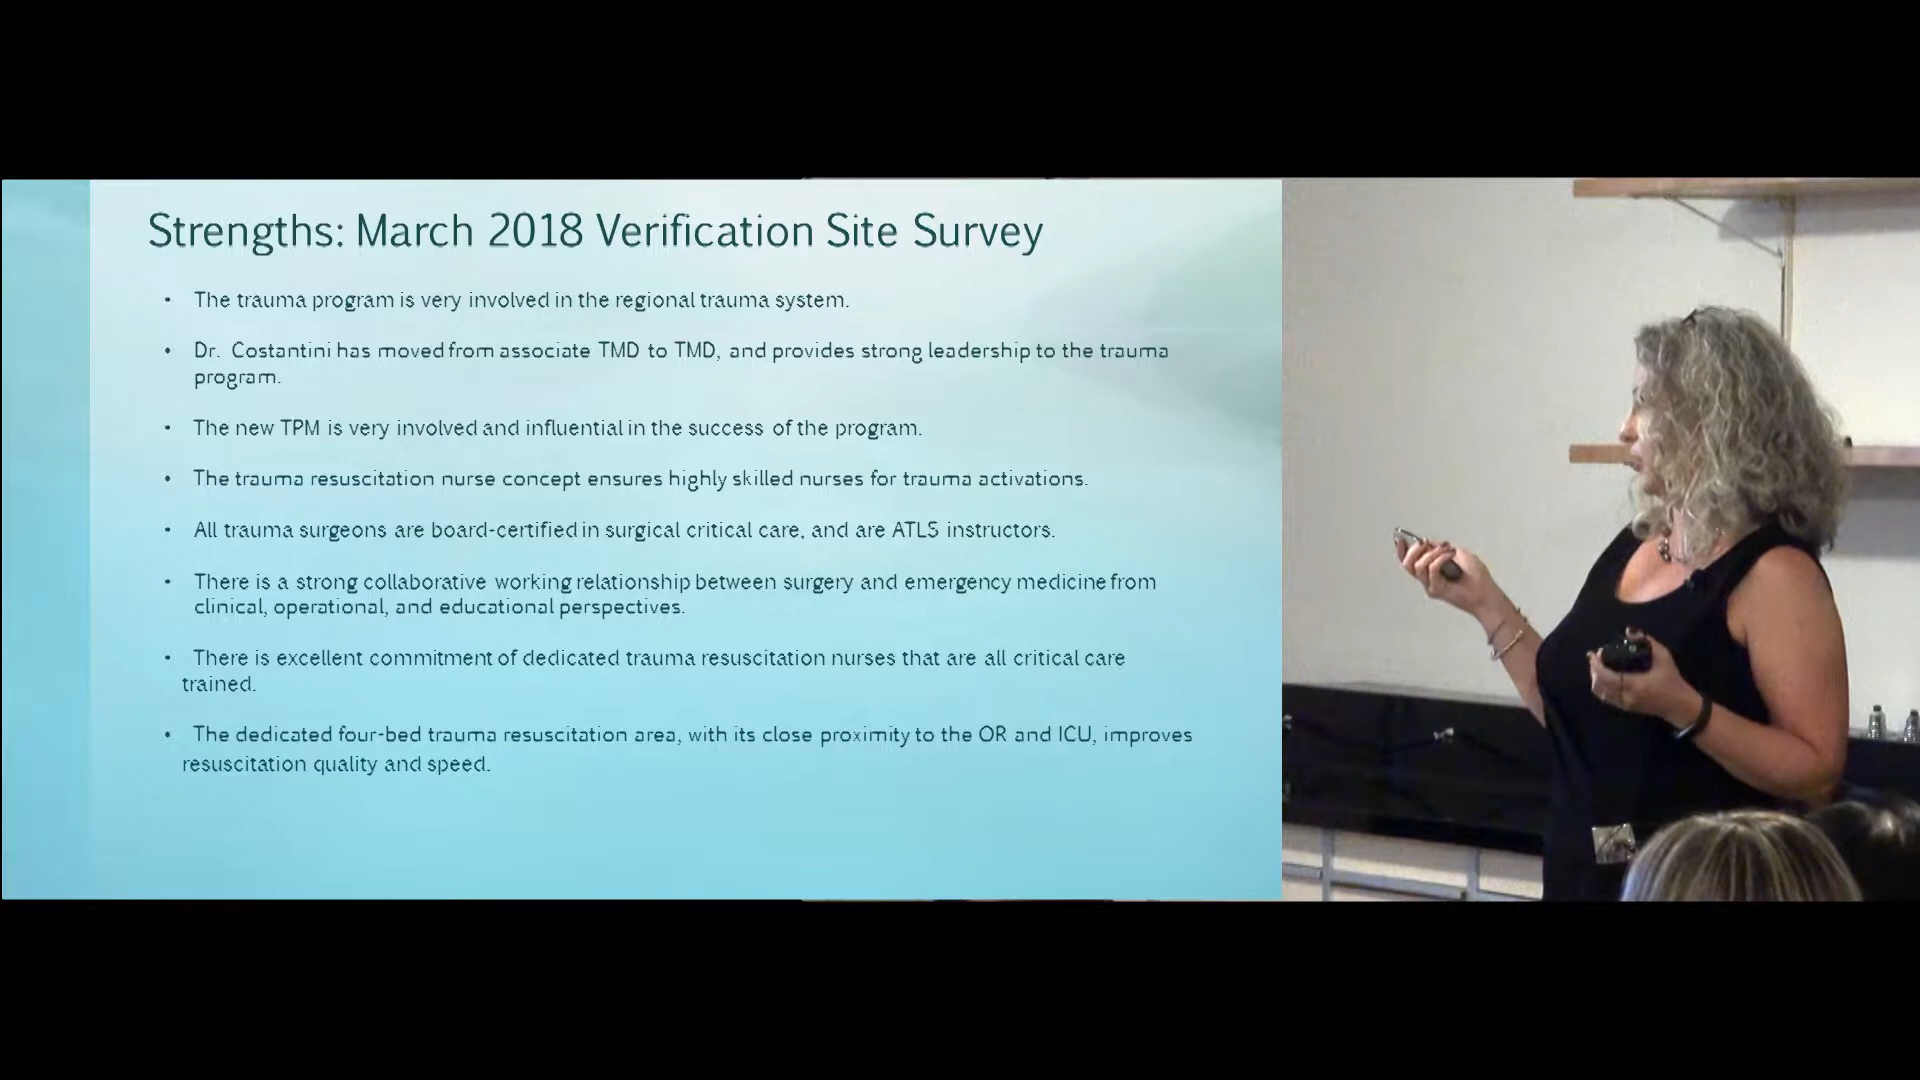 Strengths: March 2018 Verification Site Survey
• The trauma program is very involved in the regional trauma system.
• Dr. Costantini has moved from associate TMD to TMD, and provides strong leadership to the trauma
program.
• The new TPM is very involved and influential in the success of the program.
• The trauma resuscitation nurse concept ensures highly skilled nurses for trauma activations.
• All trauma surgeons are board-certified in surgical critical care, and are ATLS instructors.
• There is a strong collaborative working relationship between surgery and emergency medicine from
clinical, operational, and educational perspectives.
• There is excellent commitment of dedicated trauma resuscitation nurses that are all critical care
trained.
• The dedicated four-bed trauma resuscitation area, with its close proximity to the OR and ICU, improves
resuscitation quality and speed.